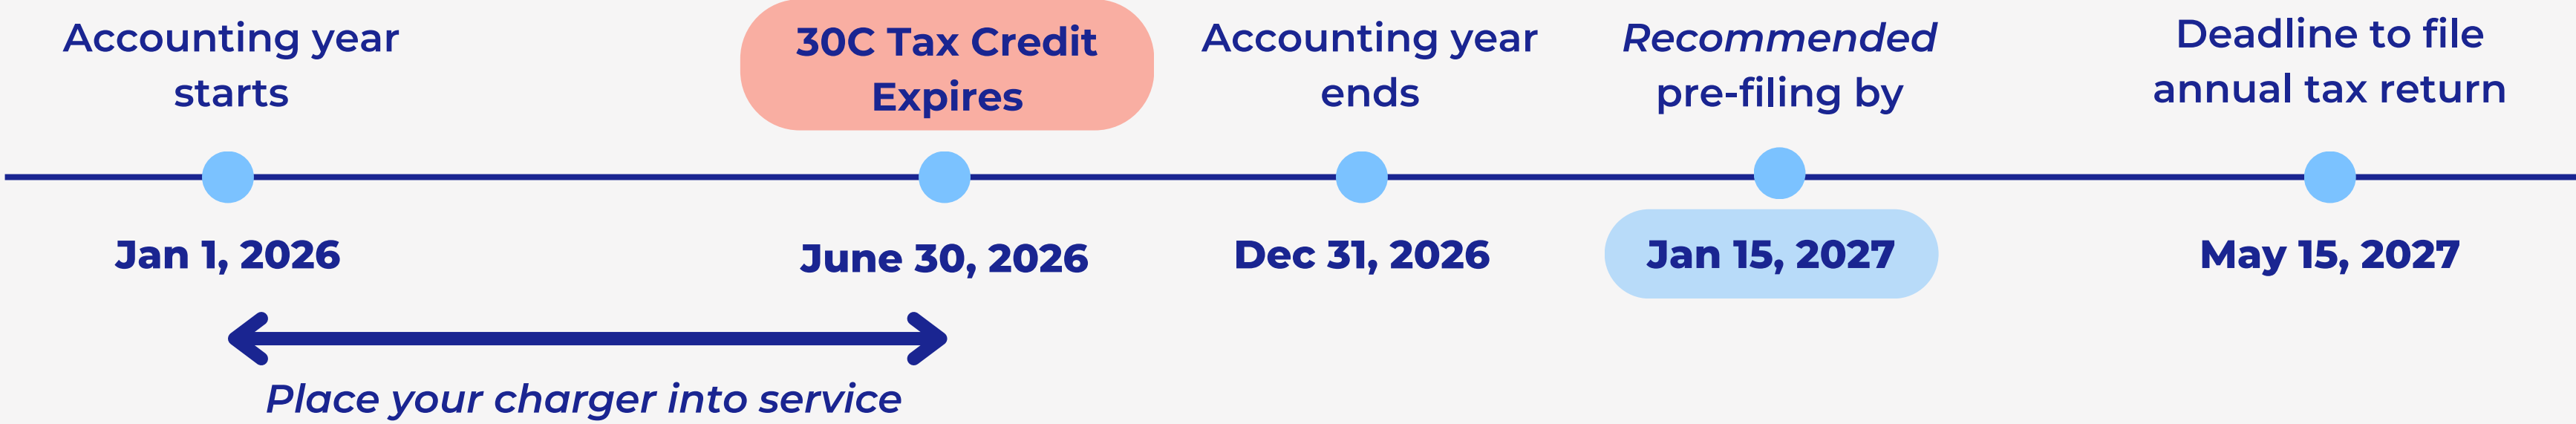 Accounting year
starts
30C Tax Credit
Expires
Accounting year
ends
Recommended
pre-filing by
Deadline to file
annual tax return
Jan 1, 2026
June 30, 2026
Dec 31, 2026
Jan 15, 2027
May 15, 2027
Place your charger into service